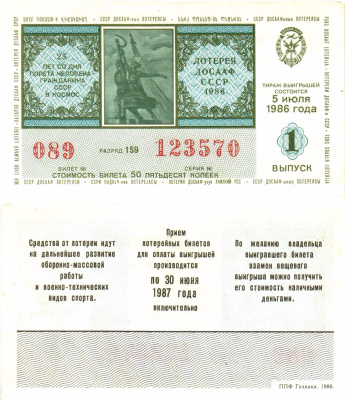 25
ЛЕТ СО ДНЯ
ПОЛЕТА ЧЕЛОВЕКА
ГРАЖДАНИНА
СССР
В КОСМОС
ЛОТЕРЕЯ
ДОСААФ
СССР
1986
ТИРАЖ ВЫИГРЫШЕЙ
СОСТОИТСЯ
5 июля
1986 года
089
РАЗРЯД 159
123570
БИЛЕТ №
СЕРИЯ №
СТОИМОСТЬ БИЛЕТА 50 ПЯТЬДЕСЯТ КОПЕЕК
1
ВЫПУСК
Средства от лотереи идут
на дальнейшее развитие
оборонно-массовой
работы
и военно-технических
видов спорта.
Прием
лотерейных билетов
для оплаты выигрышей
производится
по 30 июня
1987 года
включительно
По желанию владельца
выигравшего билета
взамен вещевого
выигрыша можно получить
его стоимость наличными
деньгами.
ППФ Гознака. 1986.